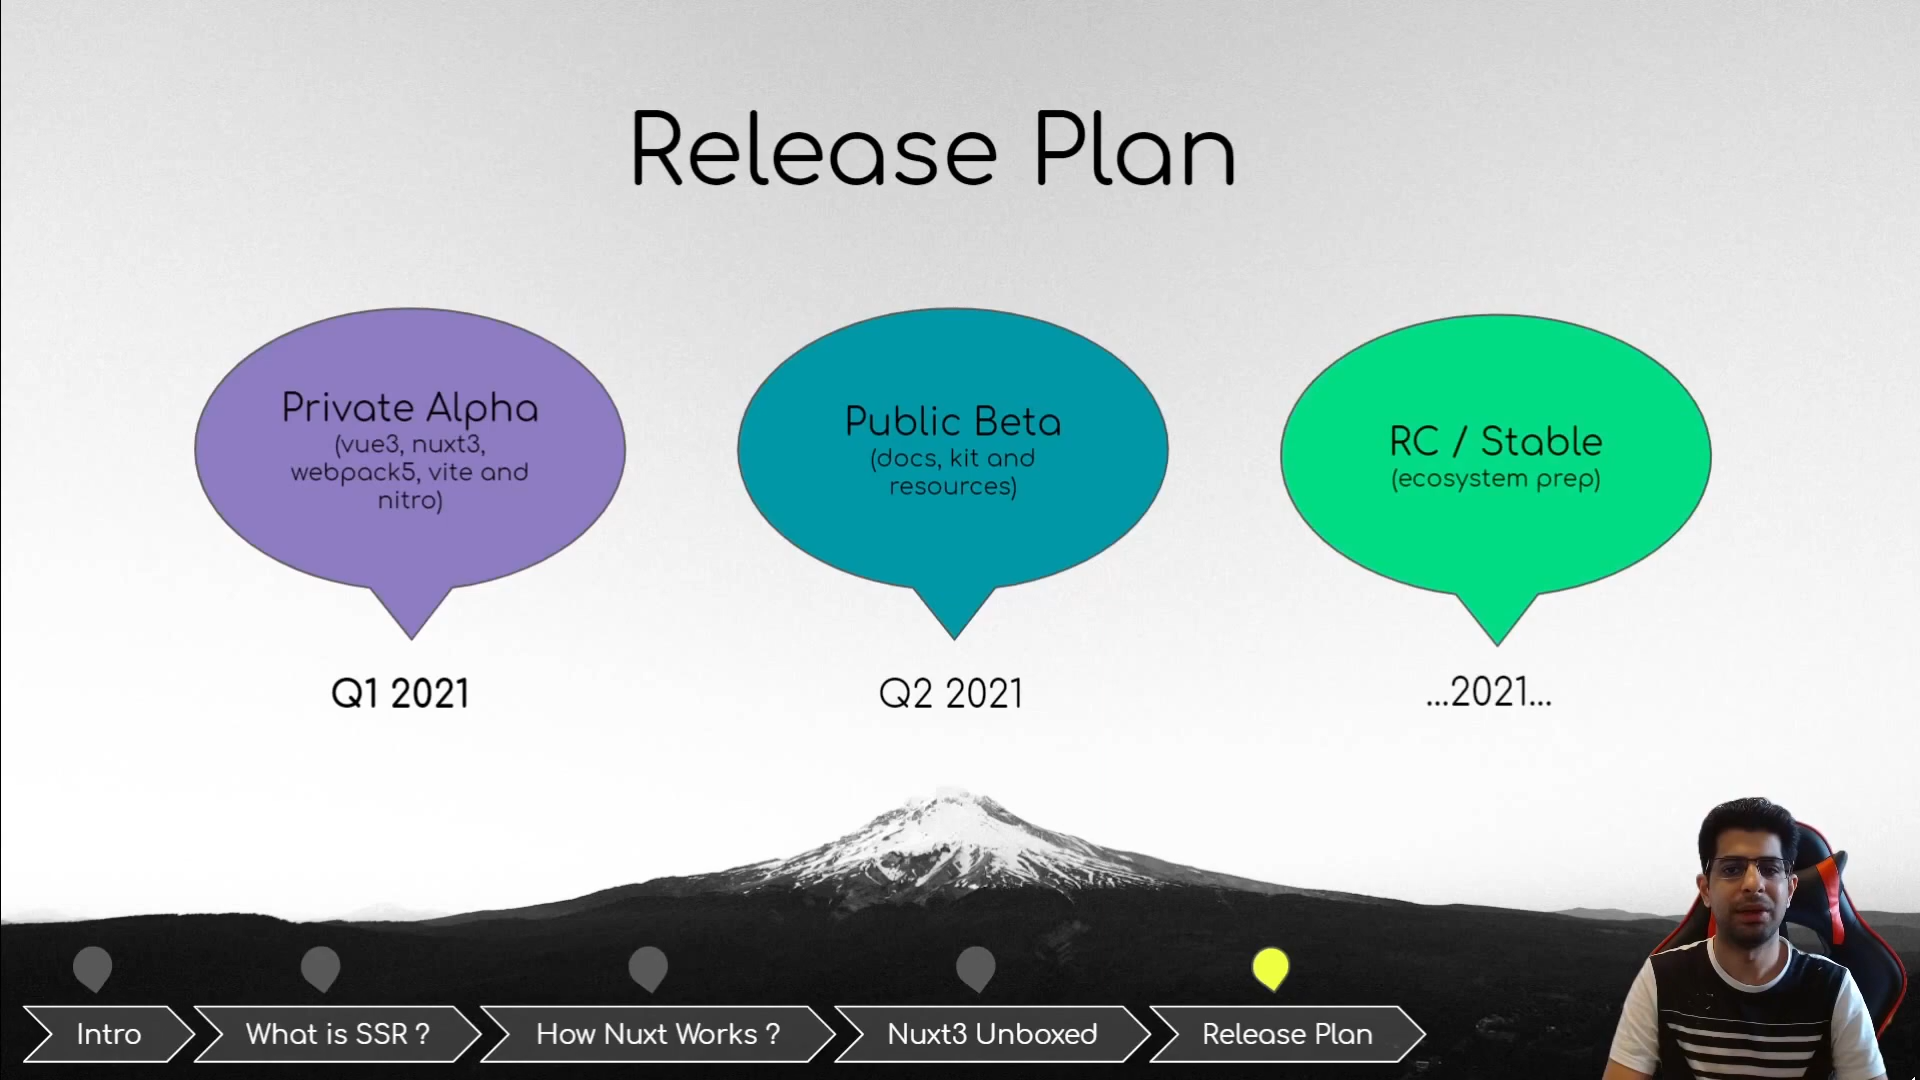 Release Plan
Private Alpha
(vue3, nuxt3,
webpack5, vite and
nitro)
Q1 2021
Public Beta
(docs, kit and
resources)
Q2 2021
RC / Stable
(ecosystem prep)
...2021...
Intro
What is SSR ?
How Nuxt Works ?
Nuxt3 Unboxed
Release Plan